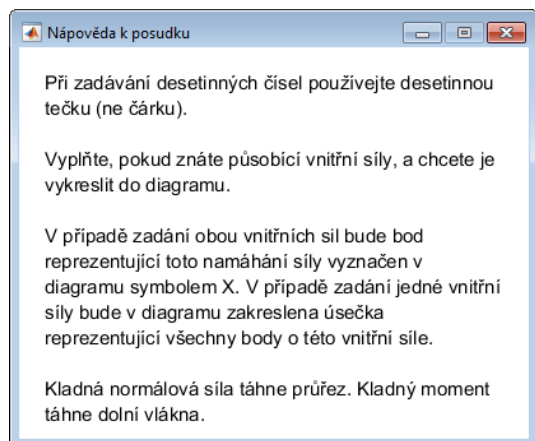 Nápověda k posudku
Při zadávání desetinných čísel používejte desetinnou
tečku (ne čárku).
Vyplňte, pokud znáte působící vnitřní síly, a chcete je
vykreslit do diagramu.
V případě zadání obou vnitřních sil bude bod
reprezentující toto namáhání síly vyznačen v
diagramu symbolem X. V případě zadání jedné vnitřní
síly bude v diagramu zakreslena úsečka
reprezentující všechny body o této vnitřní síle.
Kladná normálová síla táhne průřez. Kladný moment
táhne dolní vlákna.